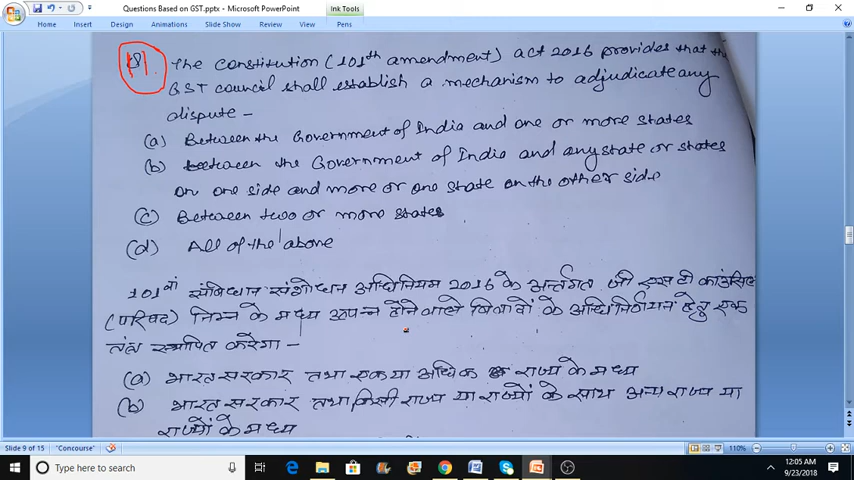 Questions Based on GST.pptx - Microsoft PowerPoint
Ink Tools
Home Insert Design Animations Slide Show Review View Pens
The Constitution (101th amendment) act 2016 provides that the
GST council shall establish a mechanism to adjudicate any
dispute -
(a) Between the Government of India and one or more states
(b) between the Government of India and any state or states
on one side and more or one state on the other side
(c) Between two or more states
(d) All of the above
101वां संविधान संशोधन अधिनियम 2016 के अन्तर्गत जी एस टी काउंसिल
(परिषद) निम्न के मध्य उत्पन्न होने वाले विवादों के अधिनिर्णयन हेतु एक
तंत्र स्थापित करेगा -
(a) भारत सरकार तथा एक या अधिक राज्य के मध्य
(b) भारत सरकार तथा किसी राज्य या राज्यों के साथ अन्य राज्य या
राज्यों के मध्य
Slide 9 of 15 "Concourse" 110%
Type here to search
12:05 AM
9/23/2018